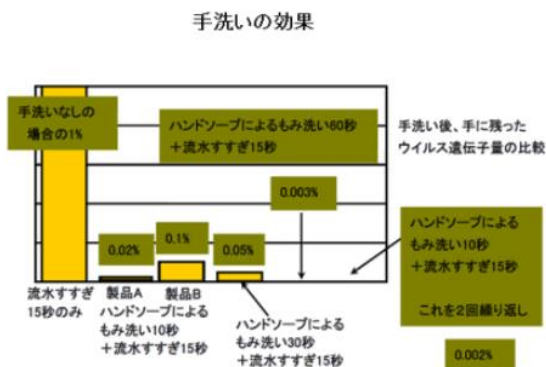 手洗いの効果
手洗いなしの
場合の1%
ハンドソープによるもみ洗い60秒
＋流水すすぎ15秒
手洗い後、手に残った
ウイルス遺伝子量の比較
0.003%
0.02%
0.1%
0.05%
ハンドソープによる
もみ洗い10秒
＋流水すすぎ15秒
これを2回繰り返し
0.002%
流水すすぎ
15秒のみ
製品A
製品B
ハンドソープによる
もみ洗い10秒
＋流水すすぎ15秒
ハンドソープによる
もみ洗い30秒
＋流水すすぎ15秒